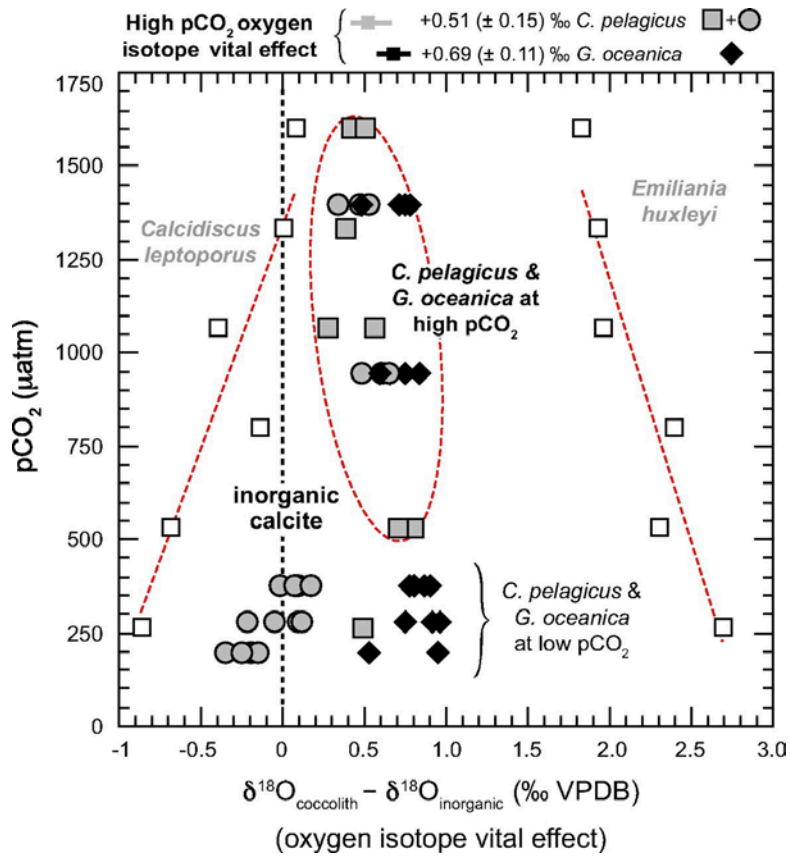 High pCO₂ oxygen
isotope vital effect
+0.51 (± 0.15) ‰ C. pelagicus
+
+0.69 (± 0.11) ‰ G. oceanica
1750
1500
1250
1000
750
500
250
0
pCO₂ (µatm)
Calcidiscus
leptoporus
Emiliania
huxleyi
C. pelagicus &
G. oceanica at
high pCO₂
inorganic
calcite
C. pelagicus &
G. oceanica
at low pCO₂
-1
-0.5
0
0.5
1.0
1.5
2.0
2.5
3.0
δ¹⁸Ococcolith – δ¹⁸Oinorganic (‰ VPDB)
(oxygen isotope vital effect)